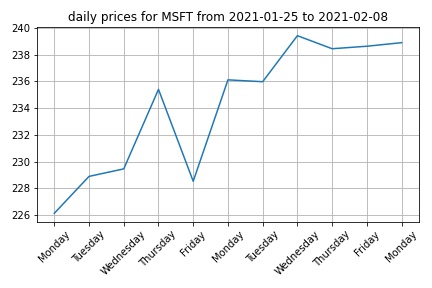 daily prices for MSFT from 2021-01-25 to 2021-02-08
240
238
236
234
232
230
228
226
Monday
Tuesday
Wednesday
Thursday
Friday
Monday
Tuesday
Wednesday
Thursday
Friday
Monday